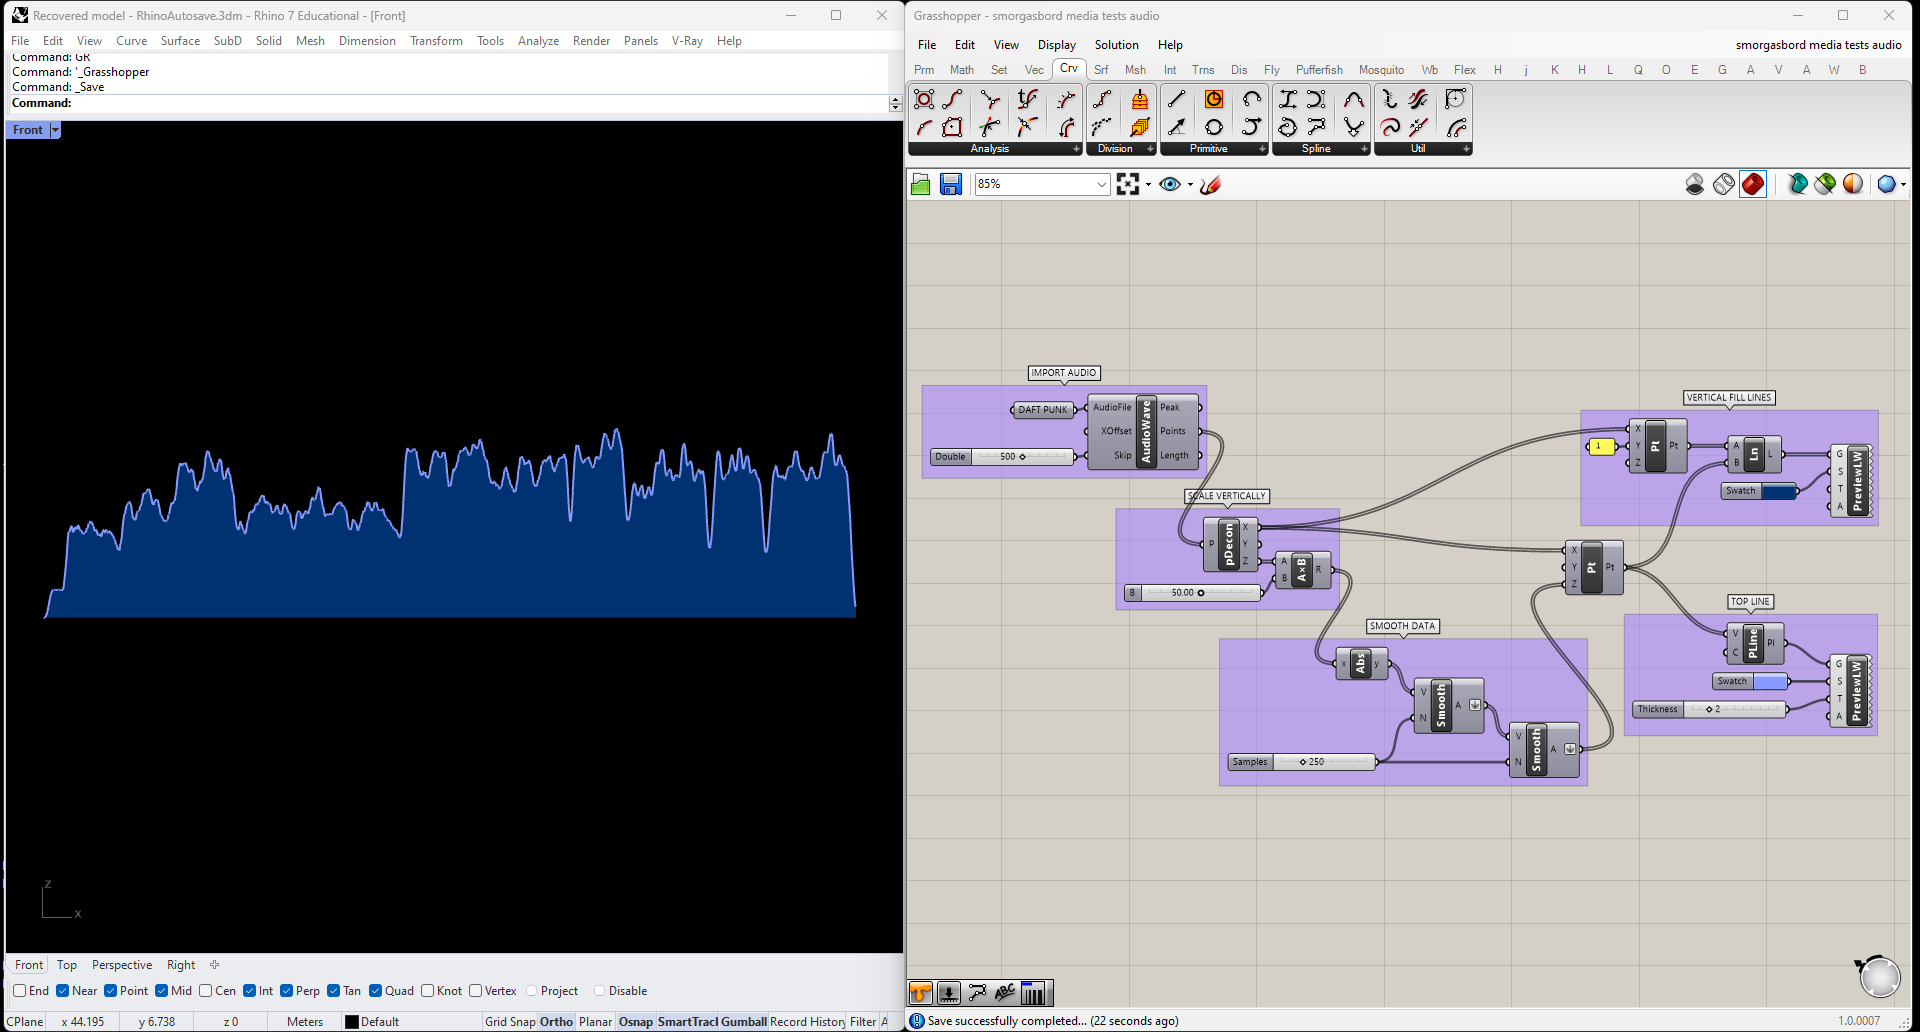 Recovered model - RhinoAutosave.3dm - Rhino 7 Educational - [Front]
File Edit View Curve Surface SubD Solid Mesh Dimension Transform Tools Analyze Render Panels V-Ray Help
Command: GR
Command: '_Grasshopper
Command: _Save
Command:
Front
z
x
Front Top Perspective Right
End Near Point Mid Cen Int Perp Tan Quad Knot Vertex Project Disable
CPlane x 44.195 y 6.738 z 0 Meters Default Grid Snap Ortho Planar Osnap SmartTracl Gumball Record History Filter A
Grasshopper - smorgasbord media tests audio
File Edit View Display Solution Help smorgasbord media tests audio
Prm Math Set Vec Crv Srf Msh Int Trns Dis Fly Pufferfish Mosquito Wb Flex H j K H L Q O E G A V A W B
Analysis Division Primitive Spline Util
85%
IMPORT AUDIO
DAFT PUNK
AudioFile
XOffset
Skip
AudioWave
Peak
Points
Length
Double 500
SCALE VERTICALLY
P pDecon X Y Z
A B A×B R
B 50.00
SMOOTH DATA
x Abs y
V N Smooth A
V N Smooth A
Samples 250
VERTICAL FILL LINES
1
X Y Z Pt Pt
A B Ln L
Swatch
G S T A PreviewLW
X Y Z Pt Pt
TOP LINE
V C PLine Pl
Swatch
Thickness 2
G S T A PreviewLW
ABC
Save successfully completed... (22 seconds ago)
1.0.0007